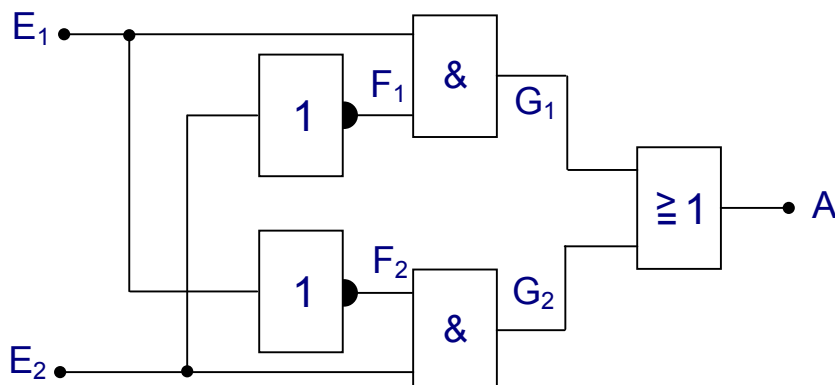 E₁
&
1
F₁
G₁
≧ 1
A
1
F₂
G₂
&
E₂